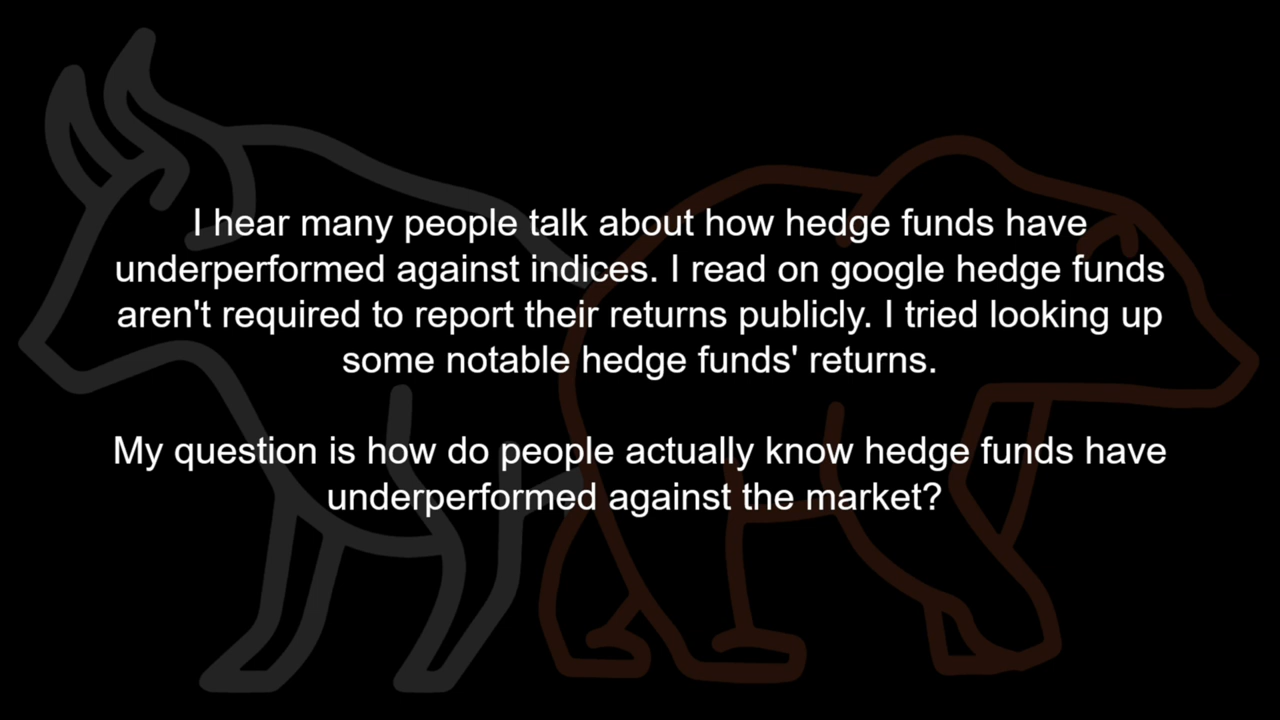 I hear many people talk about how hedge funds have
underperformed against indices. I read on google hedge funds
aren't required to report their returns publicly. I tried looking up
some notable hedge funds' returns.
My question is how do people actually know hedge funds have
underperformed against the market?